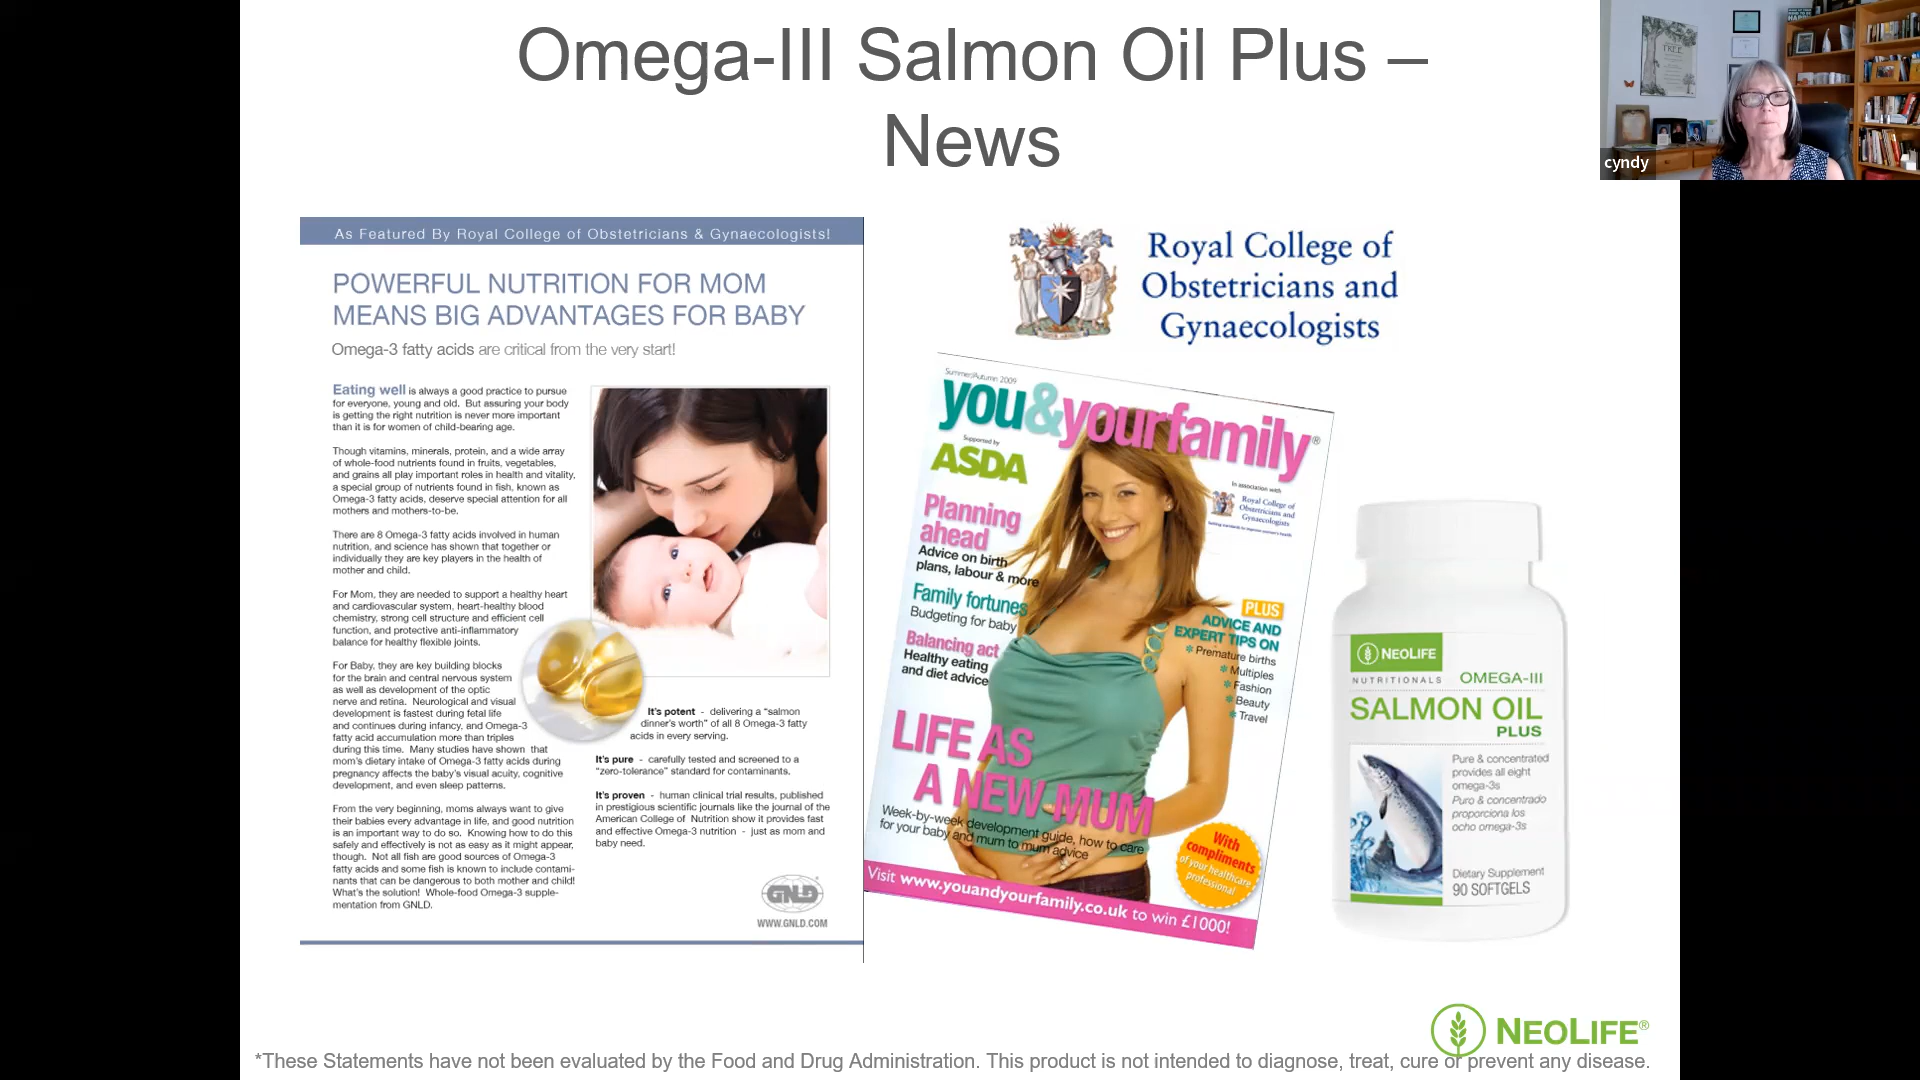 Omega-III Salmon Oil Plus –
News
cyndy
As Featured By Royal College of Obstetricians & Gynaecologists!
POWERFUL NUTRITION FOR MOM
MEANS BIG ADVANTAGES FOR BABY
Omega-3 fatty acids are critical from the very start!
Eating well is always a good practice to pursue
for everyone, young and old. But assuring your body
is getting the right nutrition is never more important
than it is for women of child-bearing age.
Though vitamins, minerals, protein, and a wide array
of whole-food nutrients found in fruits, vegetables,
and grains all play important roles in health and vitality,
a special group of nutrients found in fish, known as
Omega-3 fatty acids, deserve special attention for all
mothers and mothers-to-be.
There are 8 Omega-3 fatty acids involved in human
nutrition, and science has shown that together or
individually they are key players in the health of
mother and child.
For Mom, they are needed to support a healthy heart
and cardiovascular system, heart-healthy blood
chemistry, strong cell structure and efficient cell
function, and protective anti-inflammatory
balance for healthy flexible joints.
For Baby, they are key building blocks
for the brain and central nervous system
as well as development of the optic
nerve and retina. Neurological and visual
development is fastest during fetal life
and continues during infancy, and Omega-3
fatty acid accumulation more than triples
during this time. Many studies have shown that
mom's dietary intake of Omega-3 fatty acids during
pregnancy affects the baby's visual acuity, cognitive
development, and even sleep patterns.
From the very beginning, moms always want to give
their babies every advantage in life, and good nutrition
is an important way to do so. Knowing how to do this
safely and effectively is not as easy as it might appear,
though. Not all fish are good sources of Omega-3
fatty acids and some fish is known to include contami-
nants that can be dangerous to both mother and child!
What's the solution! Whole-food Omega-3 supple-
mentation from GNLD.
It's potent - delivering a "salmon
dinner's worth" of all 8 Omega-3 fatty
acids in every serving.
It's pure - carefully tested and screened to a
"zero-tolerance" standard for contaminants.
It's proven - human clinical trial results, published
in prestigious scientific journals like the journal of the
American College of Nutrition show it provides fast
and effective Omega-3 nutrition - just as mom and
baby need.
GNLD
WWW.GNLD.COM
Royal College of
Obstetricians and
Gynaecologists
Summer/Autumn 2009
you&yourfamily®
Supported by
ASDA
In association with
Royal College of
Obstetricians and
Gynaecologists
Planning
ahead
Advice on birth
plans, labour & more
Family fortunes
Budgeting for baby
Balancing act
Healthy eating
and diet advice
PLUS
ADVICE AND
EXPERT TIPS ON
* Premature births
* Multiples
* Fashion
* Beauty
* Travel
LIFE AS
A NEW MUM
Week-by-week development guide, how to care
for your baby and mum to mum advice
With
compliments
of your healthcare
professional
Visit www.youandyourfamily.co.uk to win £1000!
NEOLIFE
NUTRITIONALS
OMEGA-III
SALMON OIL
PLUS
Pure & concentrated
provides all eight
omega-3s
Puro & concentrado
proporciona los
ocho omega-3s
Dietary Supplement
90 SOFTGELS
NEOLIFE®
*These Statements have not been evaluated by the Food and Drug Administration. This product is not intended to diagnose, treat, cure or prevent any disease.